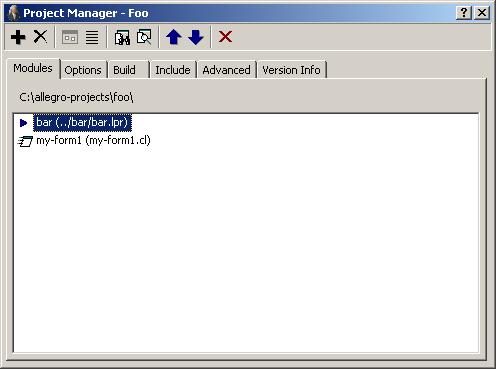 Project Manager - Foo
Modules Options Build Include Advanced Version Info
C:\allegro-projects\foo\
bar (../bar/bar.lpr)
my-form1 (my-form1.cl)